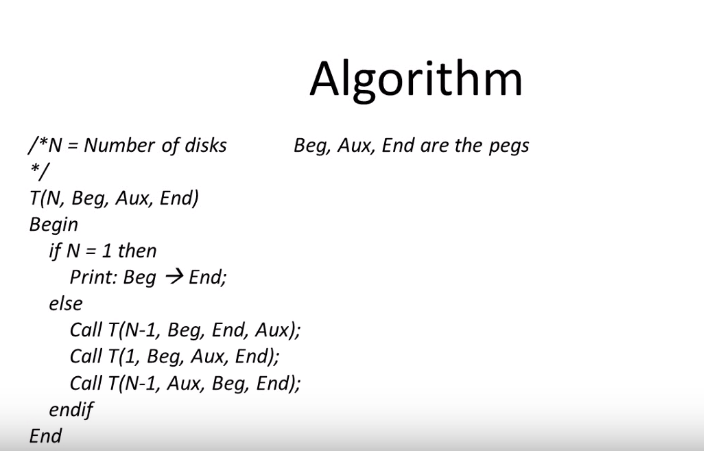 Algorithm
/*N = Number of disks Beg, Aux, End are the pegs
*/
T(N, Beg, Aux, End)
Begin
if N = 1 then
Print: Beg → End;
else
Call T(N-1, Beg, End, Aux);
Call T(1, Beg, Aux, End);
Call T(N-1, Aux, Beg, End);
endif
End